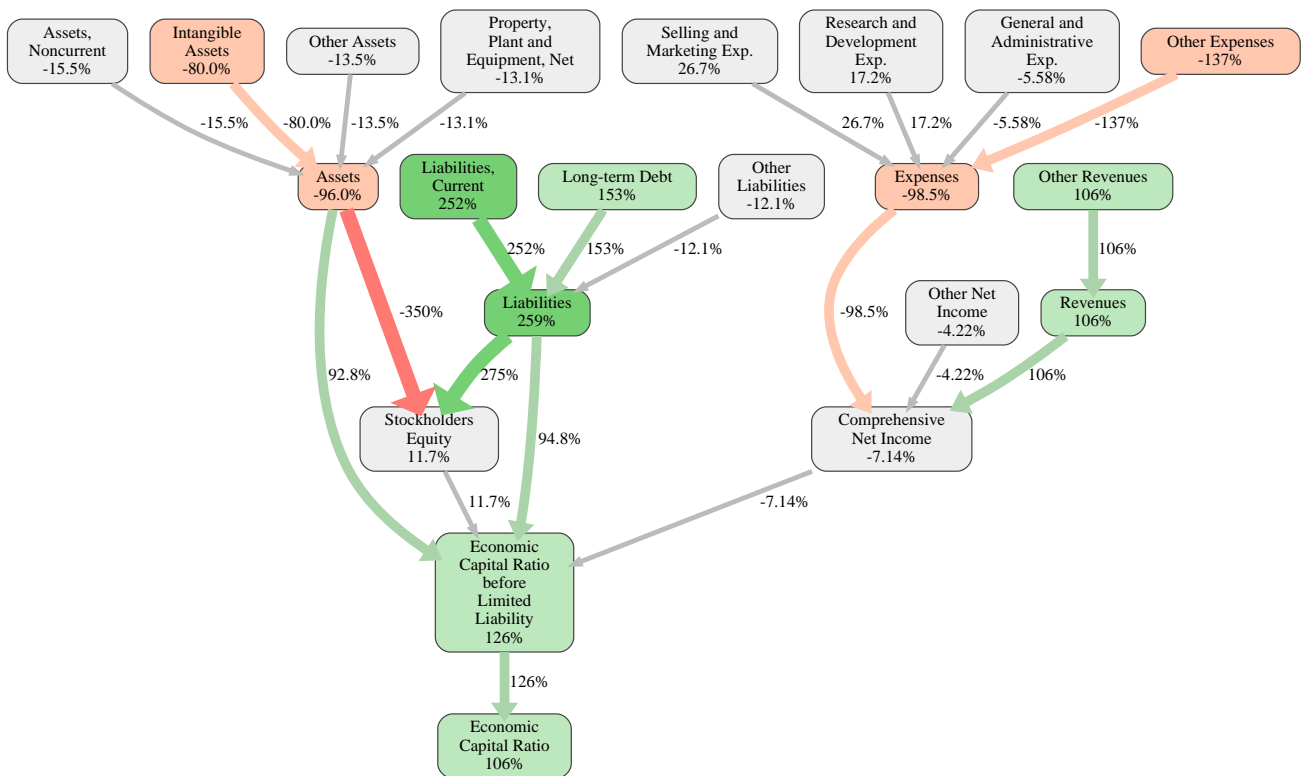 Assets,
Noncurrent
-15.5%
Intangible
Assets
-80.0%
Other Assets
-13.5%
Property,
Plant and
Equipment, Net
-13.1%
Selling and
Marketing Exp.
26.7%
Research and
Development
Exp.
17.2%
General and
Administrative
Exp.
-5.58%
Other Expenses
-137%
-15.5%
-80.0%
-13.5%
-13.1%
26.7%
17.2%
-5.58%
-137%
Assets
-96.0%
Liabilities,
Current
252%
Long-term Debt
153%
Other
Liabilities
-12.1%
Expenses
-98.5%
Other Revenues
106%
252%
153%
-12.1%
106%
Liabilities
259%
Other Net
Income
-4.22%
Revenues
106%
-350%
-98.5%
92.8%
275%
-4.22%
106%
Stockholders
Equity
11.7%
94.8%
Comprehensive
Net Income
-7.14%
11.7%
-7.14%
Economic
Capital Ratio
before
Limited
Liability
126%
126%
Economic
Capital Ratio
106%